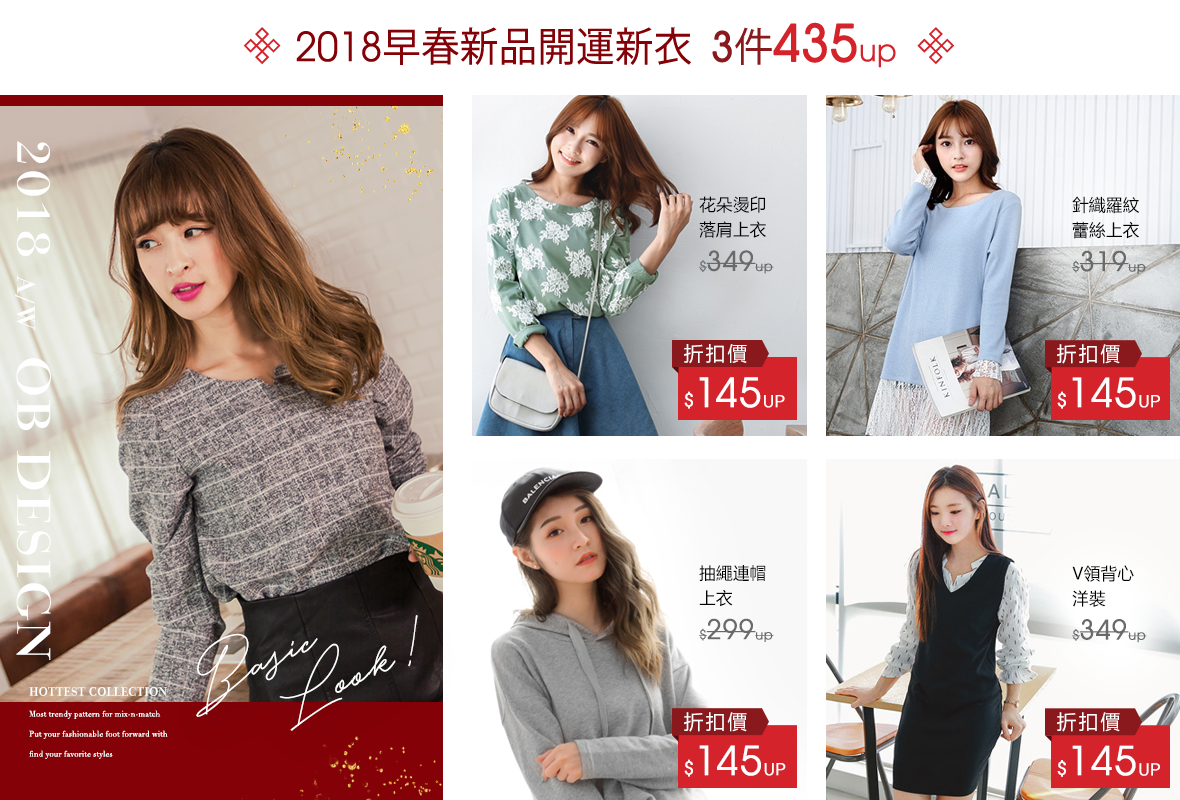 2018早春新品開運新衣 3件435up
2018 AW OB DESIGN
Basic
Look!
HOTTEST COLLECTION
Most trendy pattern for mix-n-match
Put your fashionable foot forward with
find your favorite styles
花朵燙印
落肩上衣
$349up
折扣價
$145UP
針織羅紋
蕾絲上衣
$319up
KINFOLK
折扣價
$145UP
BALENCI
抽繩連帽
上衣
$299up
折扣價
$145UP
V領背心
洋裝
$349up
折扣價
$145UP